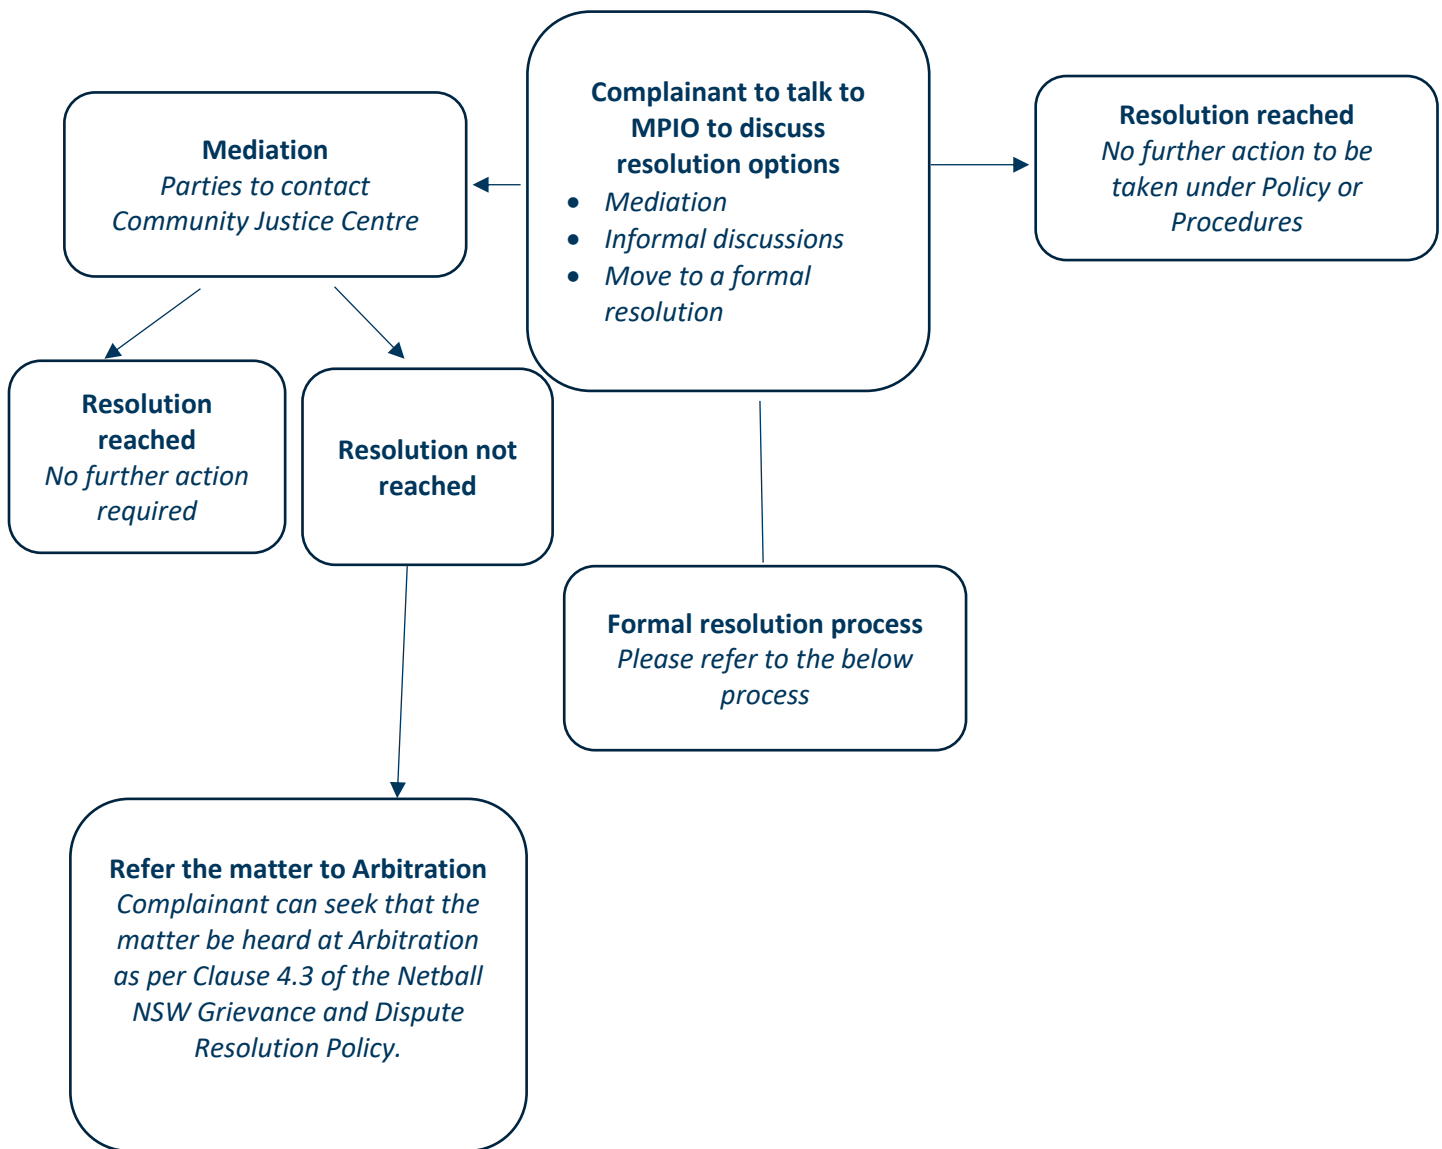 Complainant to talk to
MPIO to discuss
resolution options
• Mediation
• Informal discussions
• Move to a formal
resolution
Mediation
Parties to contact
Community Justice Centre
Resolution reached
No further action to be
taken under Policy or
Procedures
Resolution
reached
No further action
required
Resolution not
reached
Formal resolution process
Please refer to the below
process
Refer the matter to Arbitration
Complainant can seek that the
matter be heard at Arbitration
as per Clause 4.3 of the Netball
NSW Grievance and Dispute
Resolution Policy.